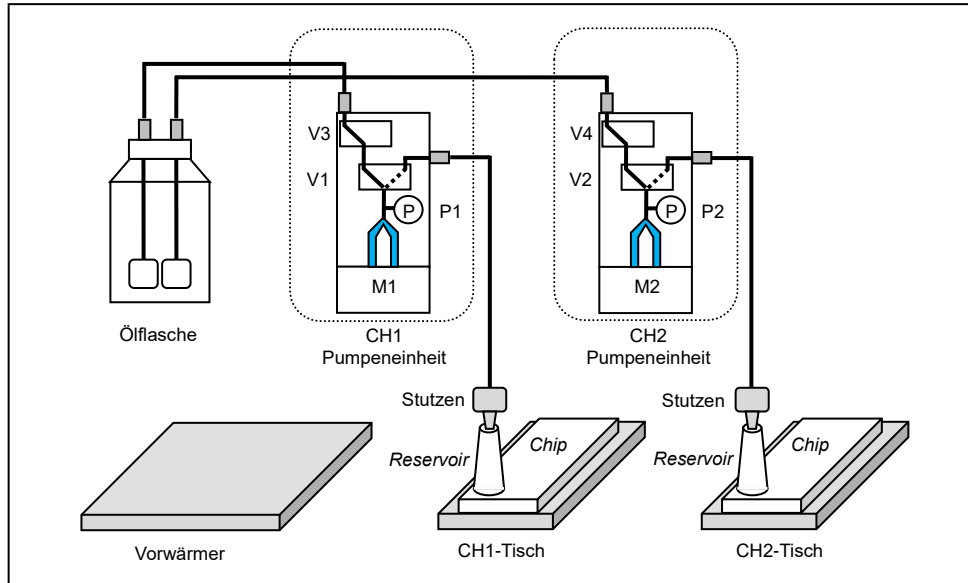 V3
V1
P
P1
M1
V4
V2
P
P2
M2
Ölflasche
CH1
Pumpeneinheit
CH2
Pumpeneinheit
Stutzen
Stutzen
Reservoir
Chip
Reservoir
Chip
Vorwärmer
CH1-Tisch
CH2-Tisch